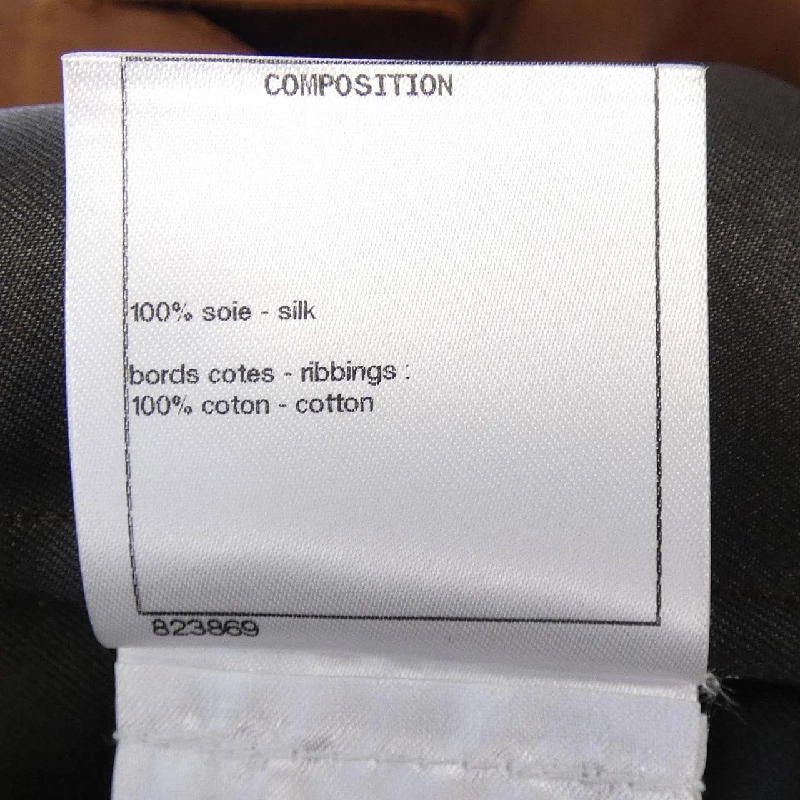 COMPOSITION
100% soie - silk
bords cotes - ribbings :
100% coton - cotton
823869